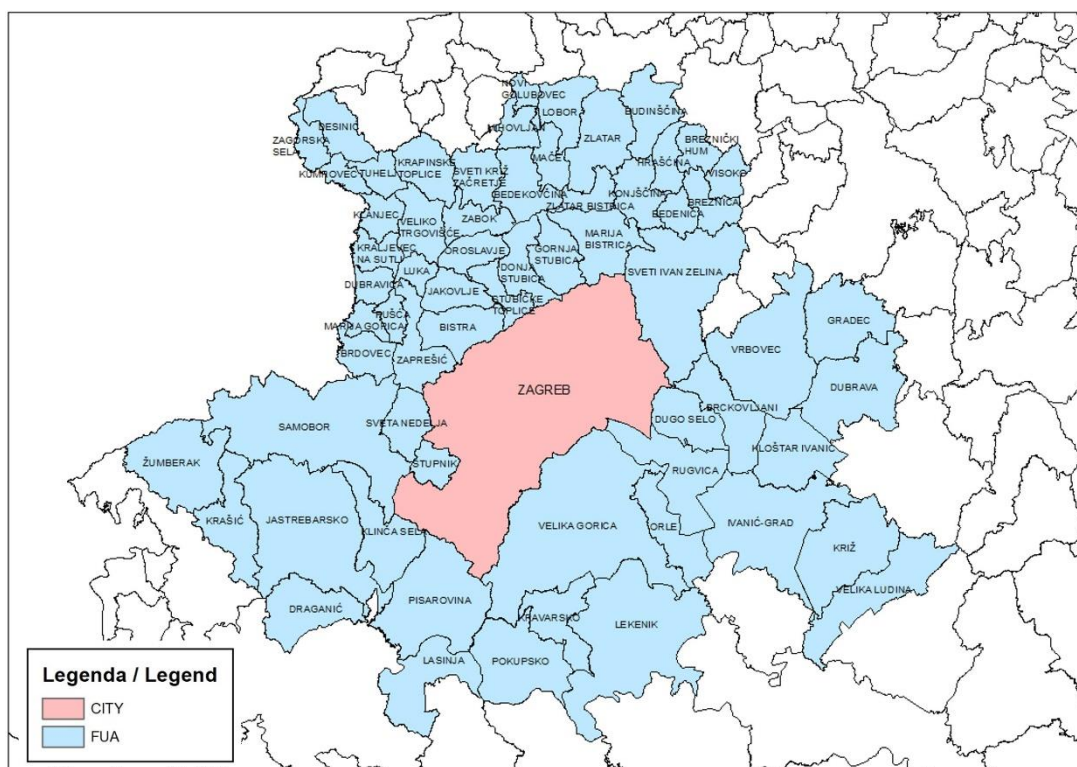 NOVI
GOLUBOVEC
LOBOR
BUDINŠČINA
DESINIĆ
MIHOVLJAN
ZLATAR
ZAGORSKA
SELA
BREZNIČKI
HUM
KRAPINSKE
TOPLICE
MAČE
HRAŠĆINA
KUMROVEC
TUHELJ
SVETI KRIŽ
ZAČRETJE
VISOKO
BEDEKOVČINA
KONJŠČINA
ZLATAR BISTRICA
BREZNICA
KLANJEC
VELIKO
TRGOVIŠĆE
ZABOK
BEDENICA
MARIJA
BISTRICA
KRALJEVEC
NA SUTLI
OROSLAVJE
GORNJA
STUBICA
LUKA
DONJA
STUBICA
SVETI IVAN ZELINA
DUBRAVICA
JAKOVLJE
STUBIČKE
TOPLICE
PUŠĆA
MARIJA GORICA
BISTRA
GRADEC
VRBOVEC
BRDOVEC
ZAPREŠIĆ
ZAGREB
DUBRAVA
BRCKOVLJANI
SAMOBOR
SVETA NEDELJA
DUGO SELO
KLOŠTAR IVANIĆ
ŽUMBERAK
STUPNIK
RUGVICA
KRAŠIĆ
JASTREBARSKO
KLINČA SELA
VELIKA GORICA
ORLE
IVANIĆ-GRAD
KRIŽ
VELIKA LUDINA
DRAGANIĆ
PISAROVINA
KRAVARSKO
LEKENIK
LASINJA
POKUPSKO
Legenda / Legend
CITY
FUA